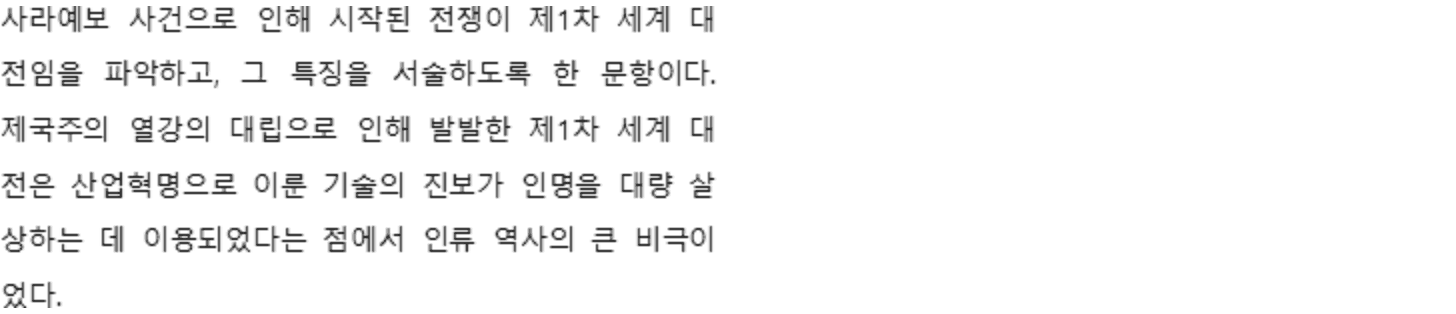 사라예보 사건으로 인해 시작된 전쟁이 제1차 세계 대
전임을 파악하고, 그 특징을 서술하도록 한 문항이다.
제국주의 열강의 대립으로 인해 발발한 제1차 세계 대
전은 산업혁명으로 이룬 기술의 진보가 인명을 대량 살
상하는 데 이용되었다는 점에서 인류 역사의 큰 비극이
었다.